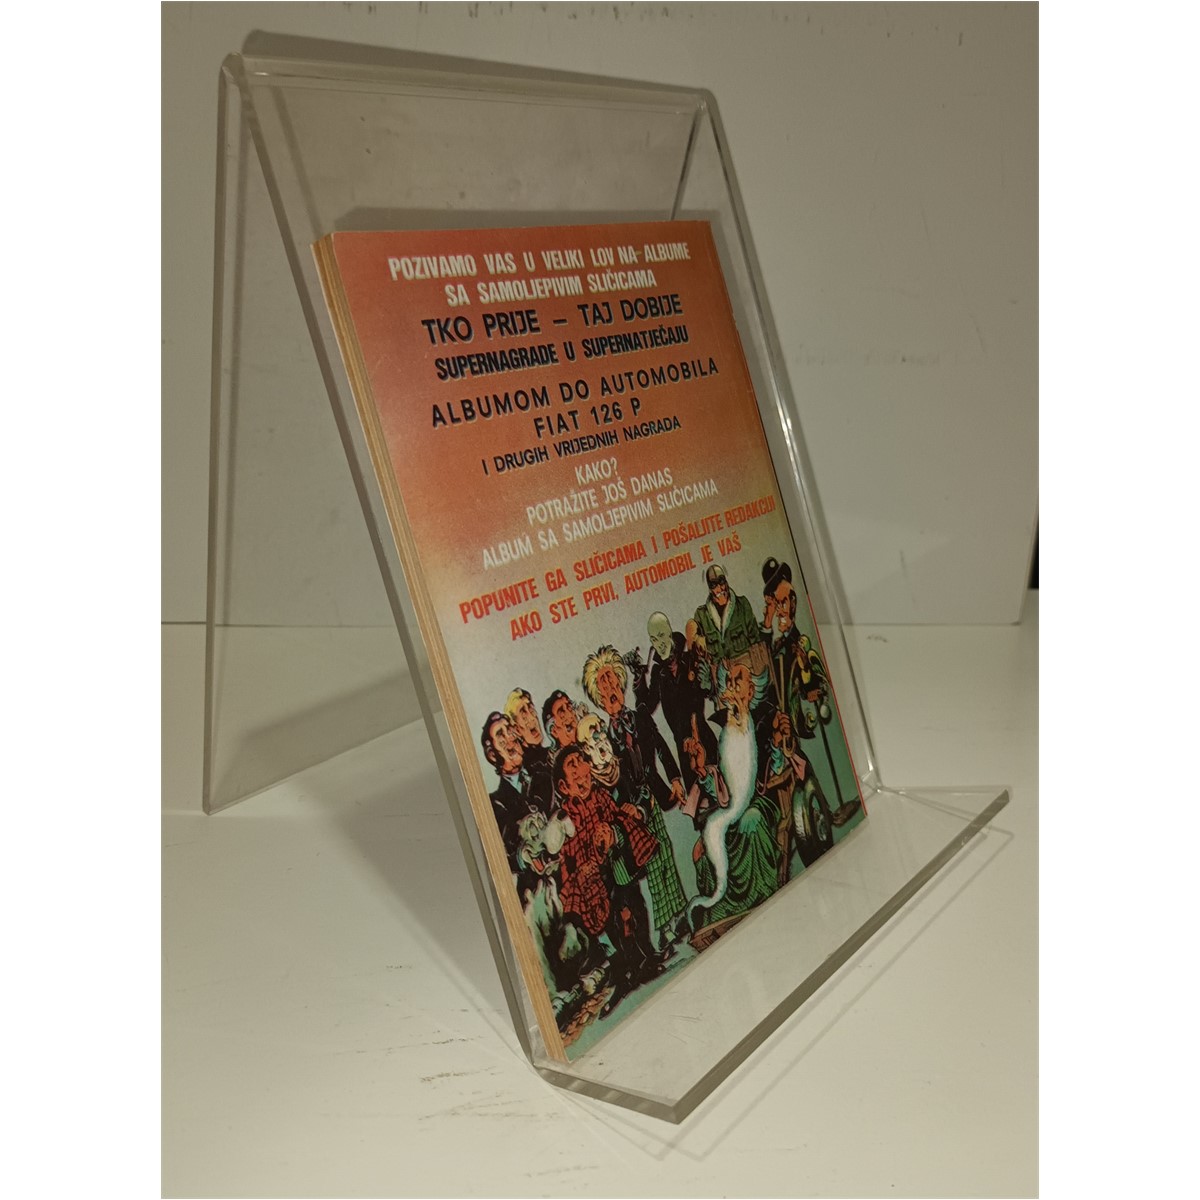 POZIVAMO VAS U VELIKI LOV NA ALBUME
SA SAMOLJEPIVIM SLIČICAMA
TKO PRIJE – TAJ DOBIJE
SUPERNAGRADE U SUPERNATJEČAJU
ALBUMOM DO AUTOMOBILA
FIAT 126 P
I DRUGIH VRIJEDNIH NAGRADA
KAKO?
POTRAŽITE JOŠ DANAS
ALBUM SA SAMOLJEPIVIM SLIČICAMA
POPUNITE GA SLIČICAMA I POŠALJITE REDAKCIJI
AKO STE PRVI, AUTOMOBIL JE VAŠ